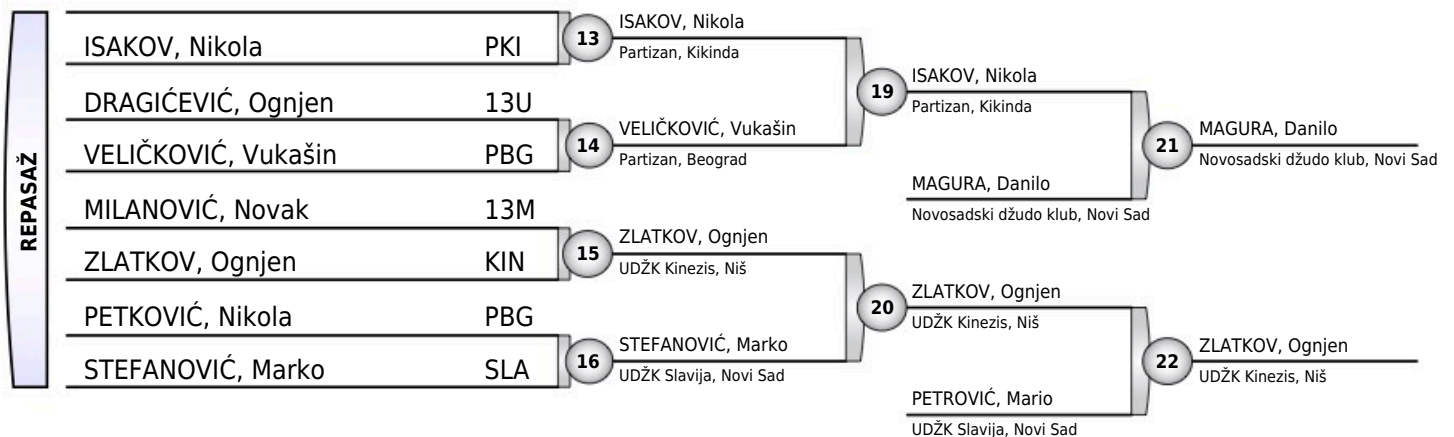 REPASAŽ
ISAKOV, Nikola PKI
DRAGIĆEVIĆ, Ognjen 13U
VELIČKOVIĆ, Vukašin PBG
MILANOVIĆ, Novak 13M
ZLATKOV, Ognjen KIN
PETKOVIĆ, Nikola PBG
STEFANOVIĆ, Marko SLA
13
ISAKOV, Nikola
Partizan, Kikinda
14
VELIČKOVIĆ, Vukašin
Partizan, Beograd
15
ZLATKOV, Ognjen
UDŽK Kinezis, Niš
16
STEFANOVIĆ, Marko
UDŽK Slavija, Novi Sad
19
ISAKOV, Nikola
Partizan, Kikinda
MAGURA, Danilo
Novosadski džudo klub, Novi Sad
20
ZLATKOV, Ognjen
UDŽK Kinezis, Niš
PETROVIĆ, Mario
UDŽK Slavija, Novi Sad
21
MAGURA, Danilo
Novosadski džudo klub, Novi Sad
22
ZLATKOV, Ognjen
UDŽK Kinezis, Niš